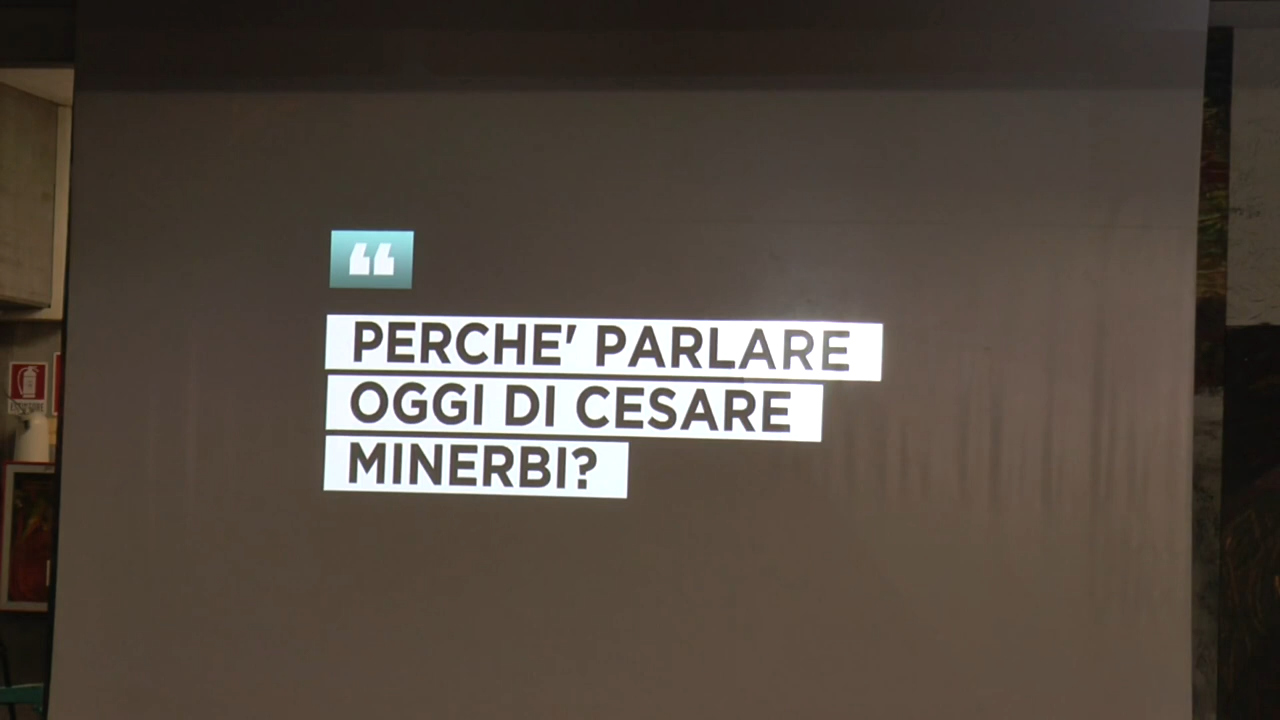 “
PERCHE' PARLARE
OGGI DI CESARE
MINERBI?